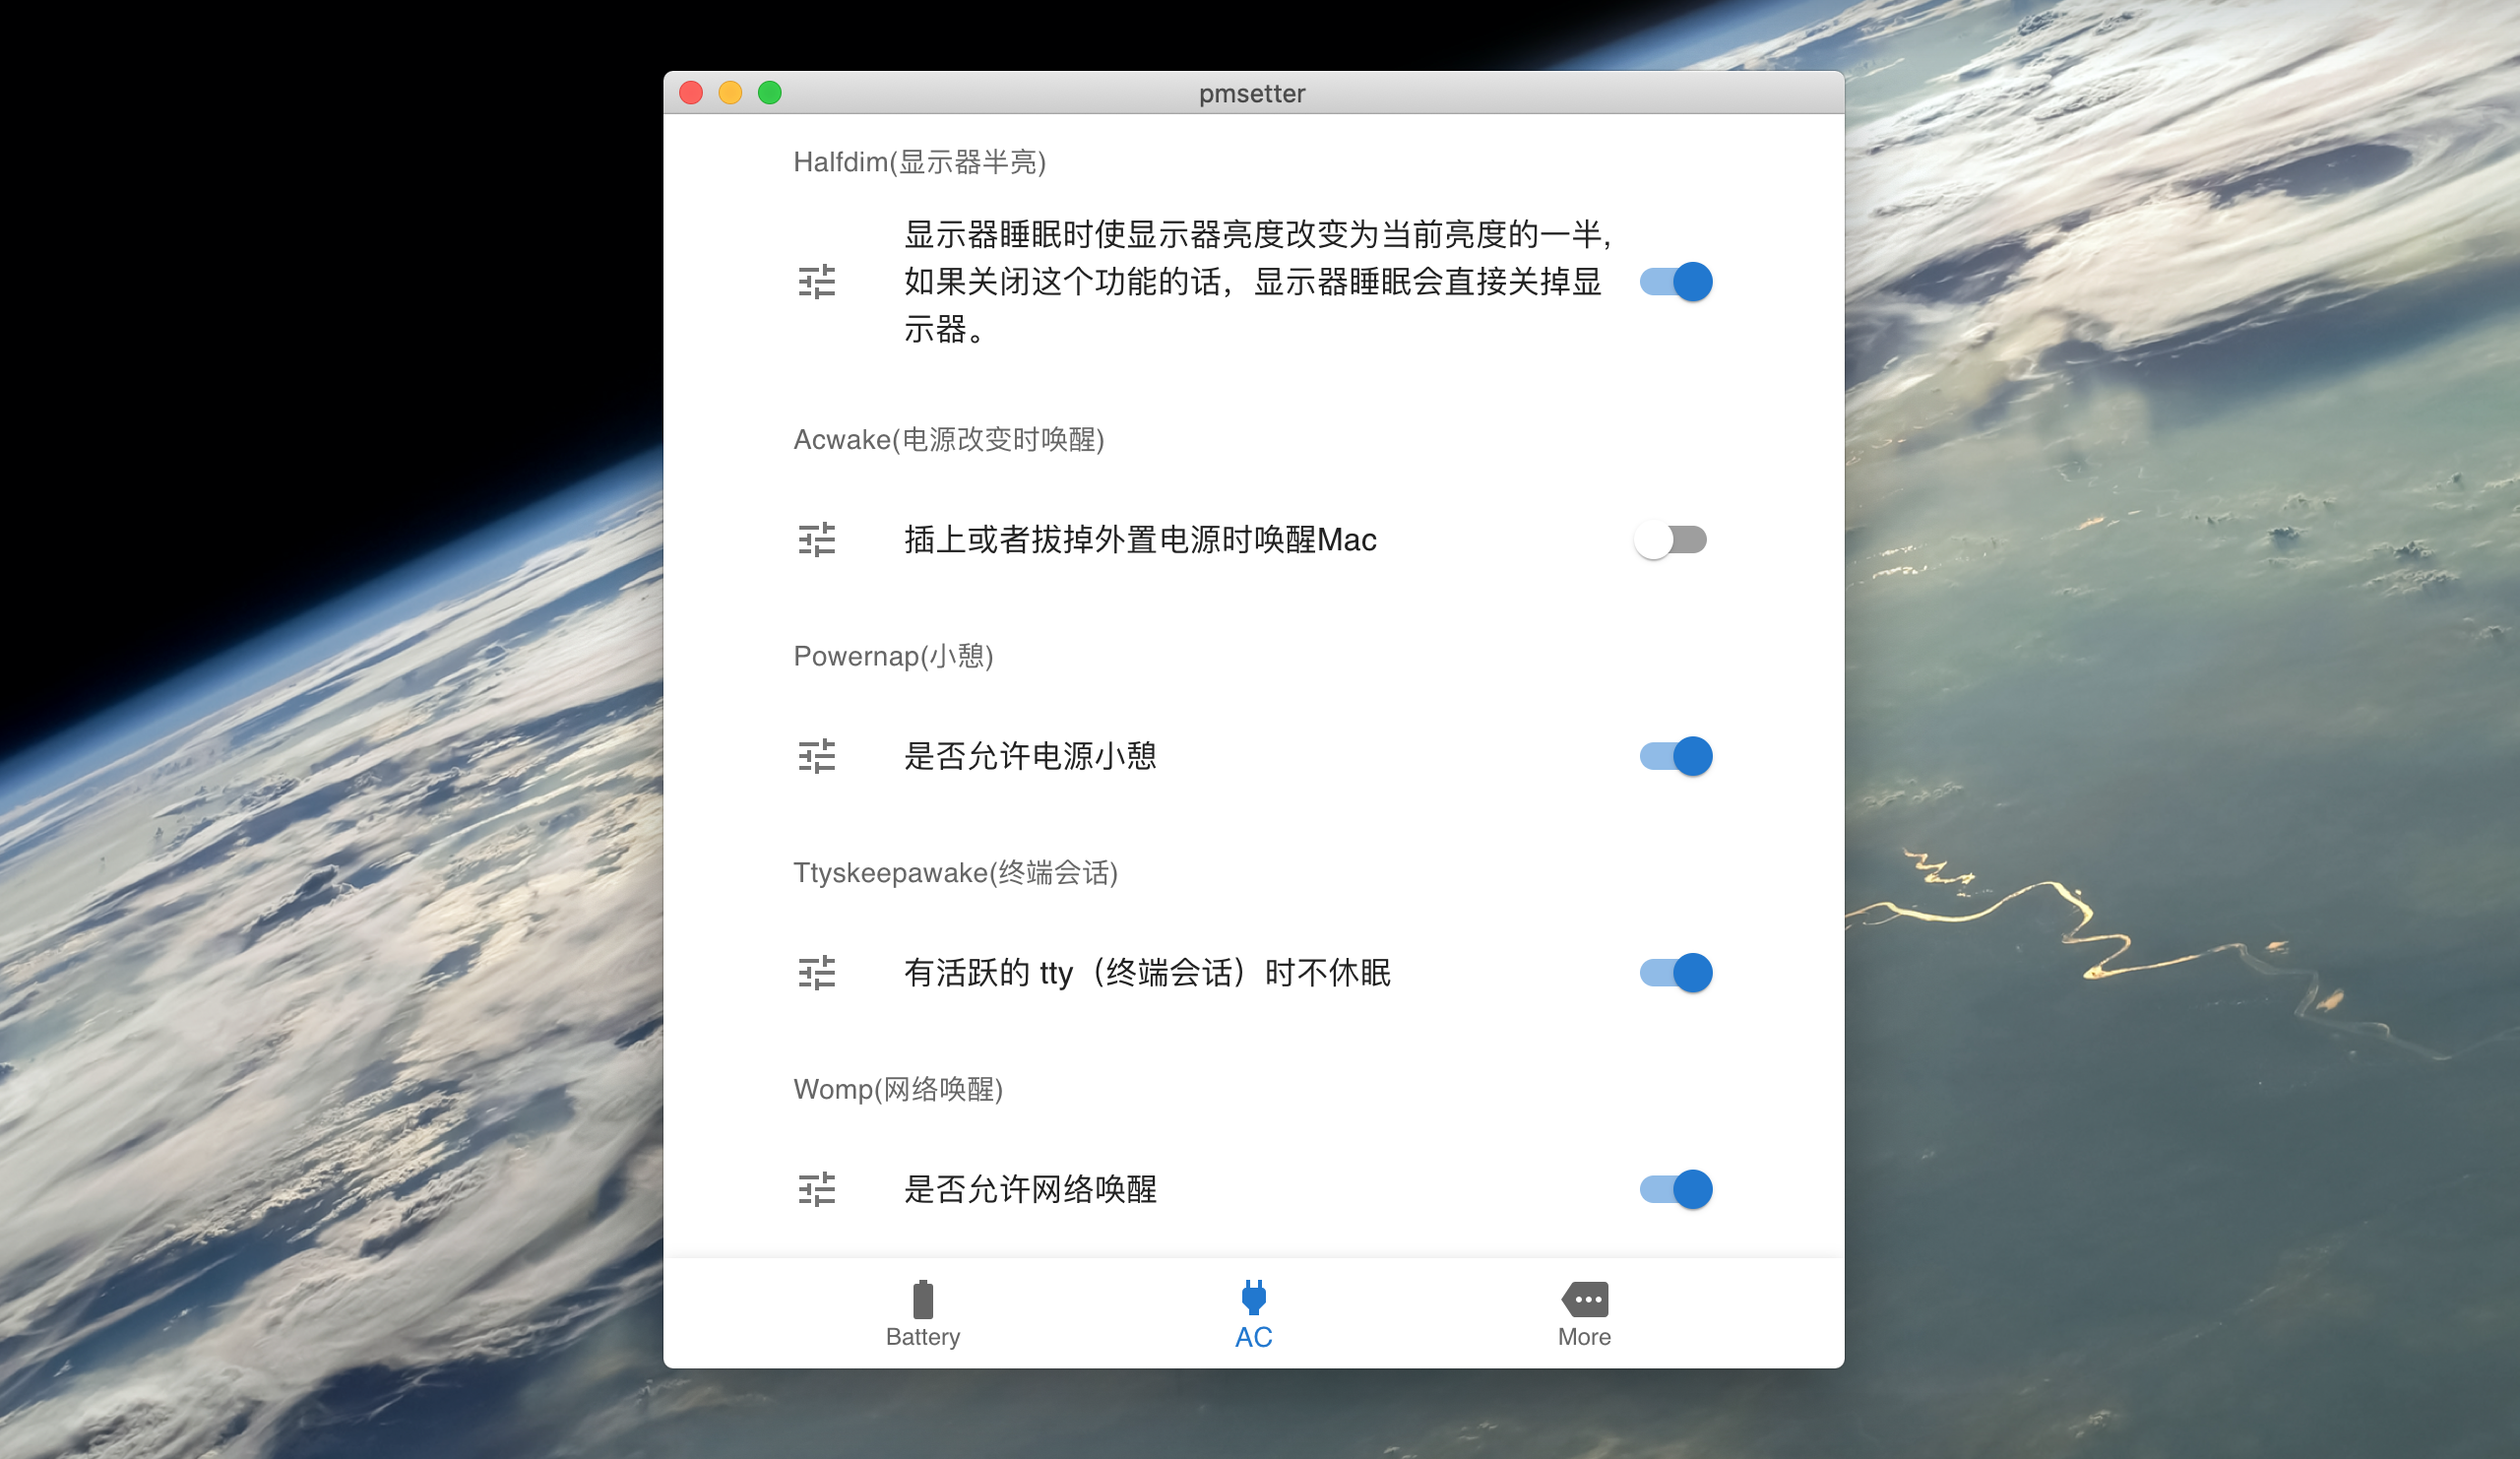 pmsetter
Halfdim(显示器半亮)
显示器睡眠时使显示器亮度改变为当前亮度的一半,
如果关闭这个功能的话，显示器睡眠会直接关掉显
示器。
Acwake(电源改变时唤醒)
插上或者拔掉外置电源时唤醒Mac
Powernap(小憩)
是否允许电源小憩
Ttyskeepawake(终端会话)
有活跃的 tty（终端会话）时不休眠
Womp(网络唤醒)
是否允许网络唤醒
Battery
AC
More